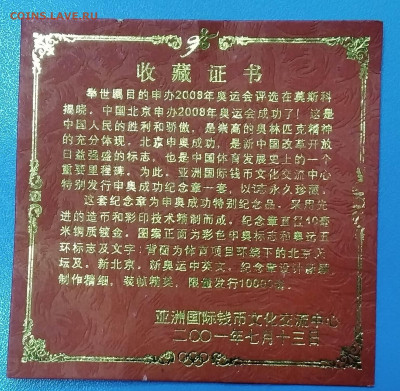 COINS.LAVE.RU
收藏证书
举世瞩目的申办2008年奥运会评选在莫斯科
揭晓，中国北京申办2008年奥运会成功了！这是
中国人民的胜利和骄傲，是崇高的奥林匹克精神
的充分体现。北京申奥成功，是新中国改革开放
日益强盛的标志，也是中国体育发展史上的一个
重要里程碑。为此，亚洲国际钱币文化交流中心
特别发行申奥成功纪念章一套，以志永久珍藏。
这套纪念章为申奥成功特别纪念品，采用先
进的造币和彩印技术精制而成。纪念章直径40毫
米铜质镀金，图案正面为彩色申奥标志和奥运五
环标志及文字；背面为体育项目环绕下的北京天
坛及，新北京，新奥运中英文，纪念章设计新颖
制作精细，装帧精美，限量发行10000套。
亚洲国际钱币文化交流中心
二〇〇一年七月十三日